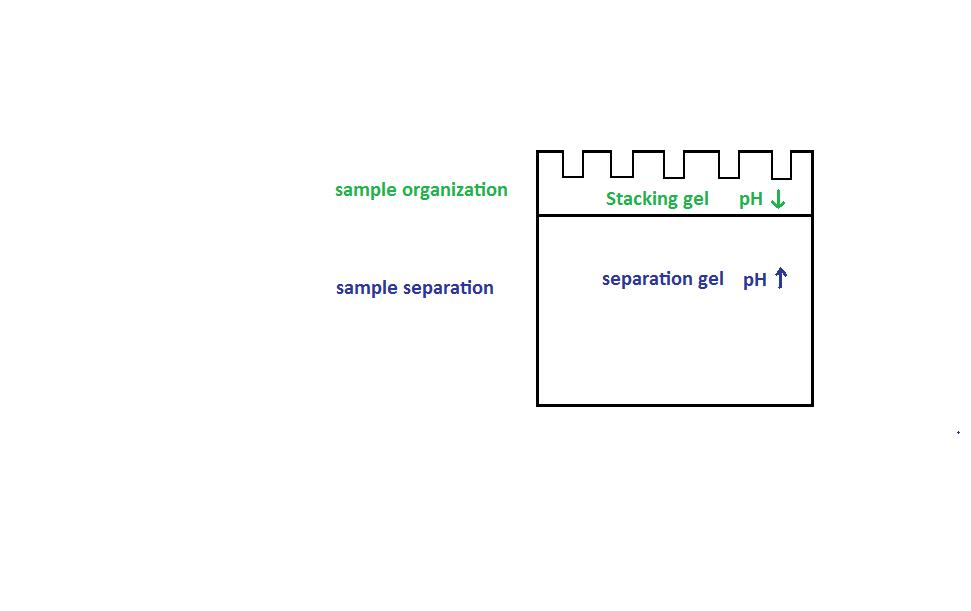 sample organization
Stacking gel pH ↓
sample separation
separation gel pH ↑